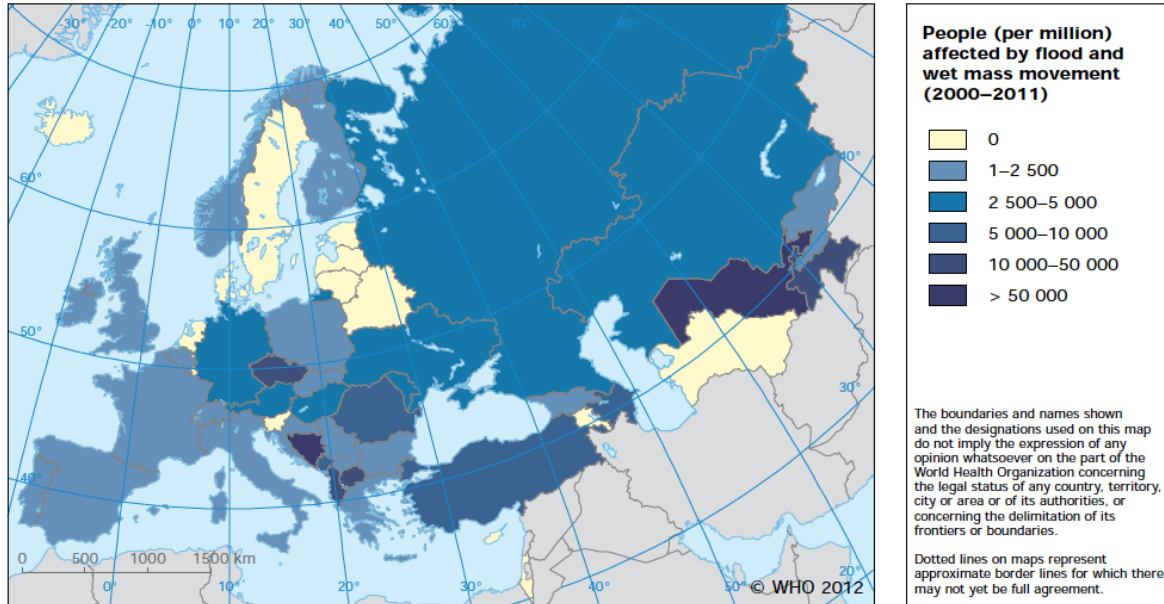 -30° -20° -10° 0° 10° 20° 30° 40° 50° 60° 70° 80° 90°
60°
50°
40°
40°
30°
20°
0 500 1000 1500 km
0° 10° 20° 30° 40° 50°
© WHO 2012
People (per million)
affected by flood and
wet mass movement
(2000–2011)
0
1–2 500
2 500–5 000
5 000–10 000
10 000–50 000
> 50 000
The boundaries and names shown
and the designations used on this map
do not imply the expression of any
opinion whatsoever on the part of the
World Health Organization concerning
the legal status of any country, territory,
city or area or of its authorities, or
concerning the delimitation of its
frontiers or boundaries.
Dotted lines on maps represent
approximate border lines for which there
may not yet be full agreement.